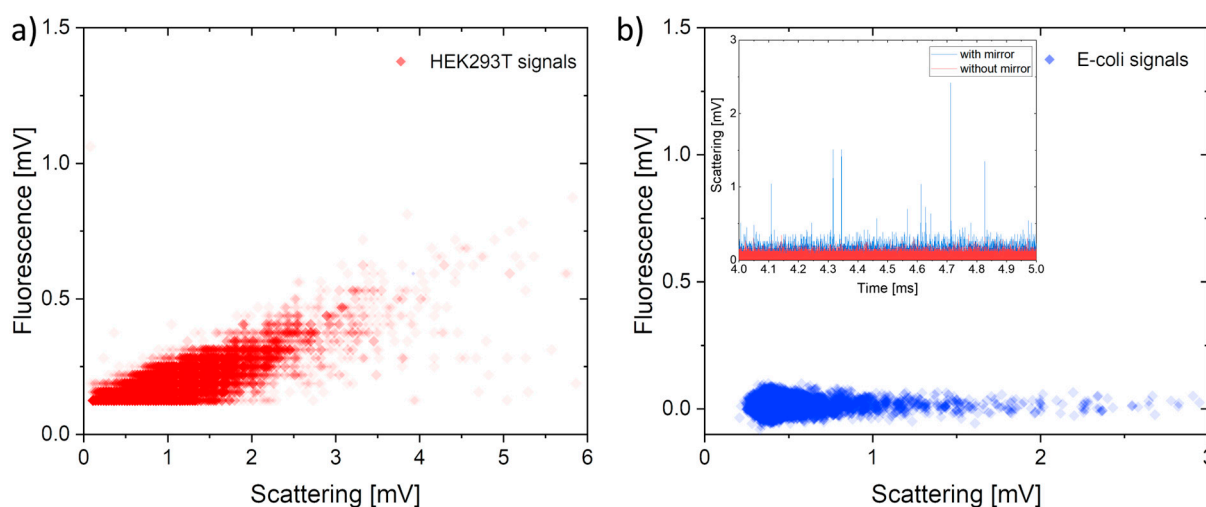 a)
1.5
1.0
0.5
0.0
Fluorescence [mV]
HEK293T signals
0 1 2 3 4 5 6
Scattering [mV]
b)
1.5
1.0
0.5
0.0
Fluorescence [mV]
E-coli signals
3
2
1
0
Scattering [mV]
with mirror
without mirror
4.0 4.1 4.2 4.3 4.4 4.5 4.6 4.7 4.8 4.9 5.0
Time [ms]
0 1 2 3
Scattering [mV]